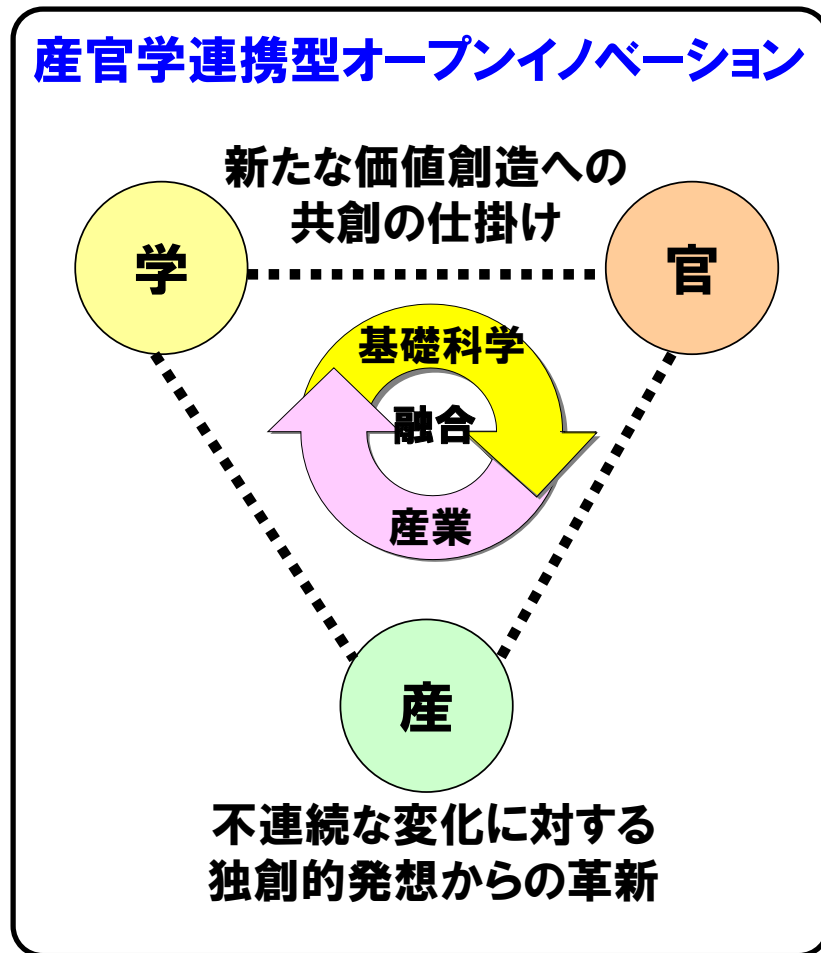 産官学連携型オープンイノベーション
新たな価値創造への
共創の仕掛け
学
官
基礎科学
融合
産業
産
不連続な変化に対する
独創的発想からの革新